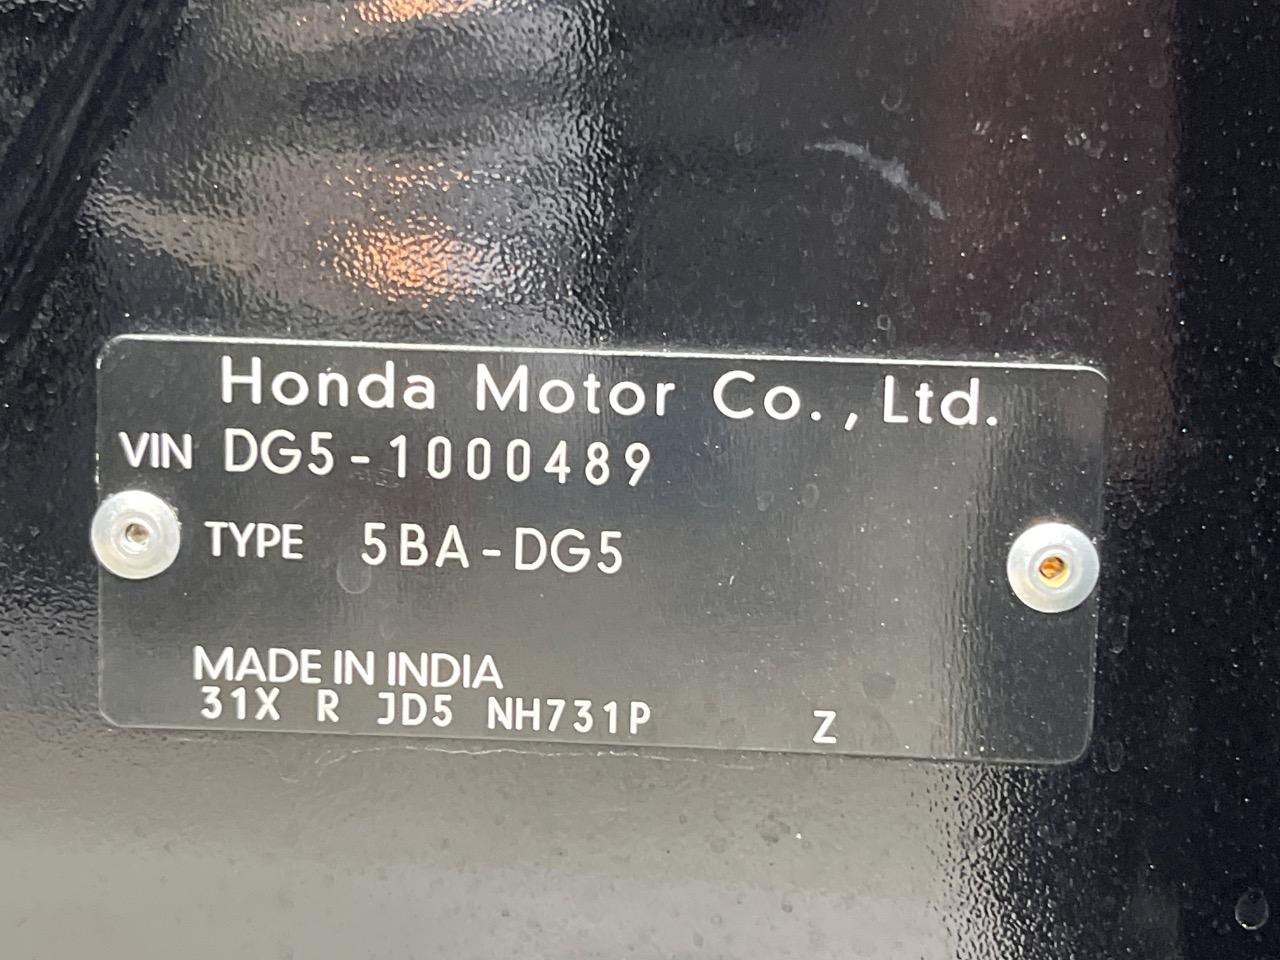 Honda Motor Co., Ltd.
VIN DG5-1000489
TYPE 5BA-DG5
MADE IN INDIA
31X R JD5 NH731P Z